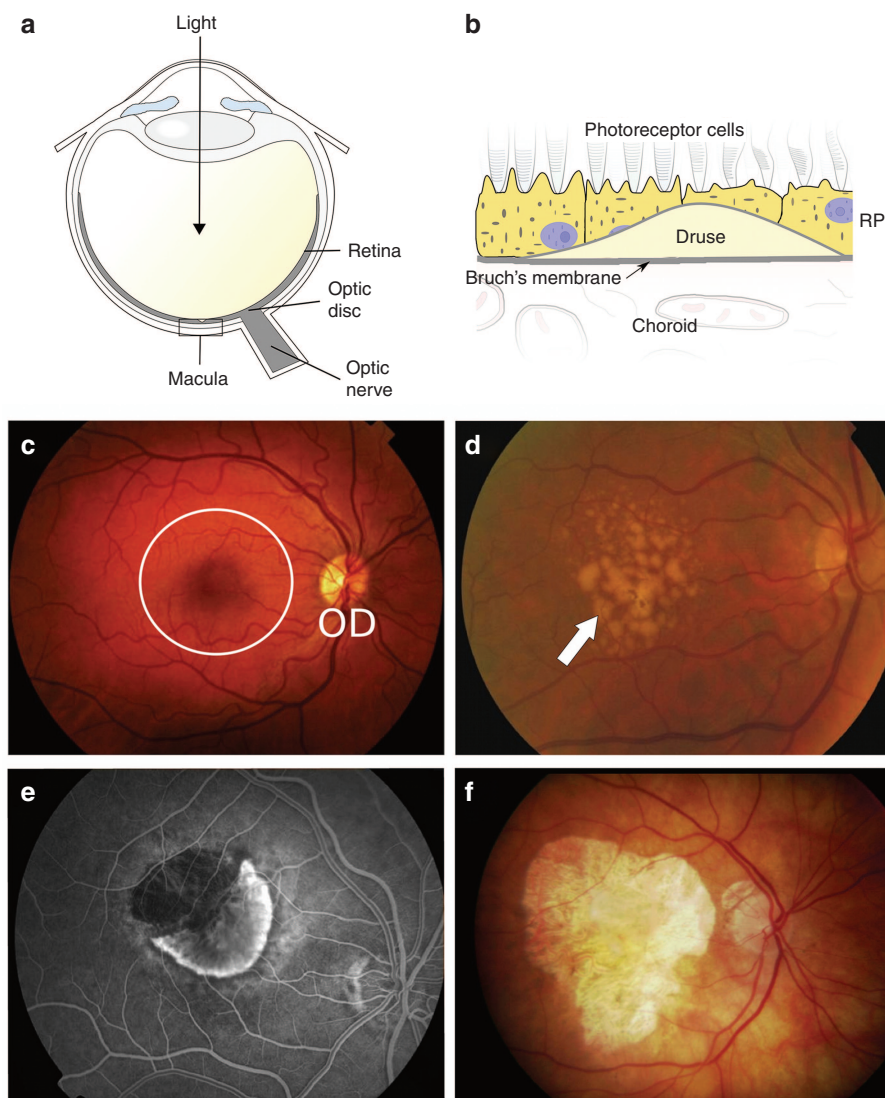 a
Light
Retina
Optic
disc
Macula
Optic
nerve
b
Photoreceptor cells
RP
Druse
Bruch's membrane
Choroid
c
OD
d
e
f